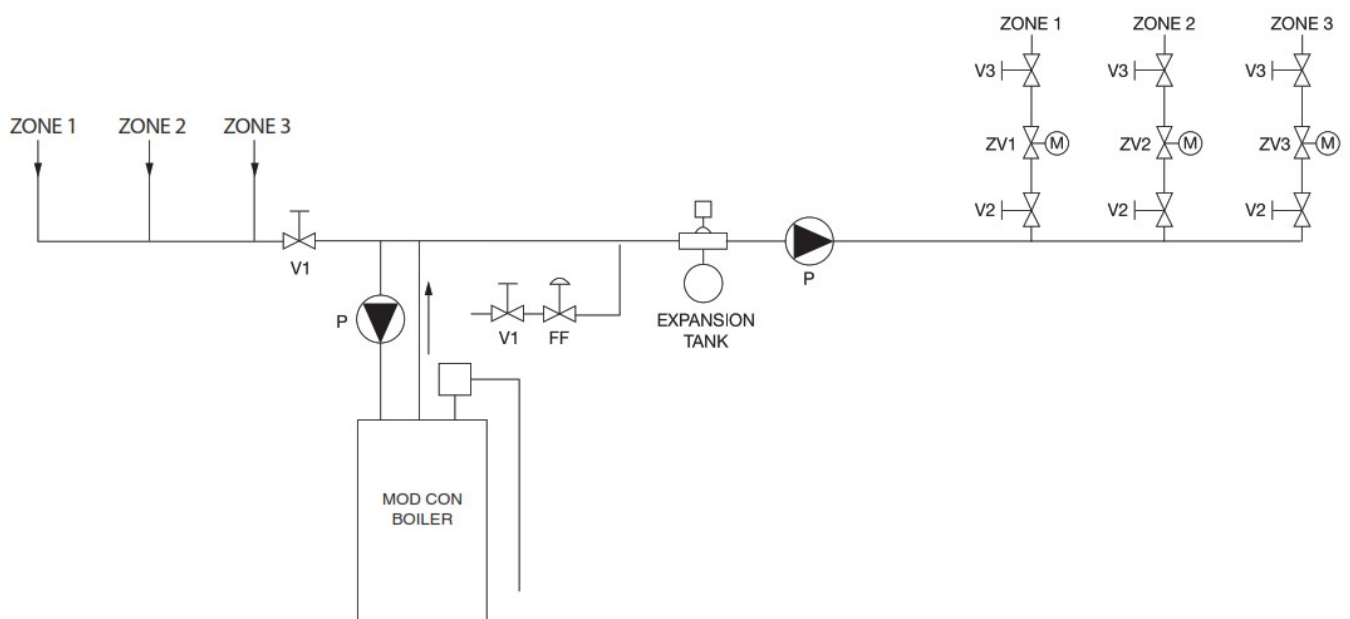 ZONE 1
ZONE 2
ZONE 3
V3
V3
V3
ZONE 1
ZONE 2
ZONE 3
ZV1
M
ZV2
M
ZV3
M
V2
V2
V2
V1
P
P
V1
FF
EXPANSION
TANK
MOD CON
BOILER